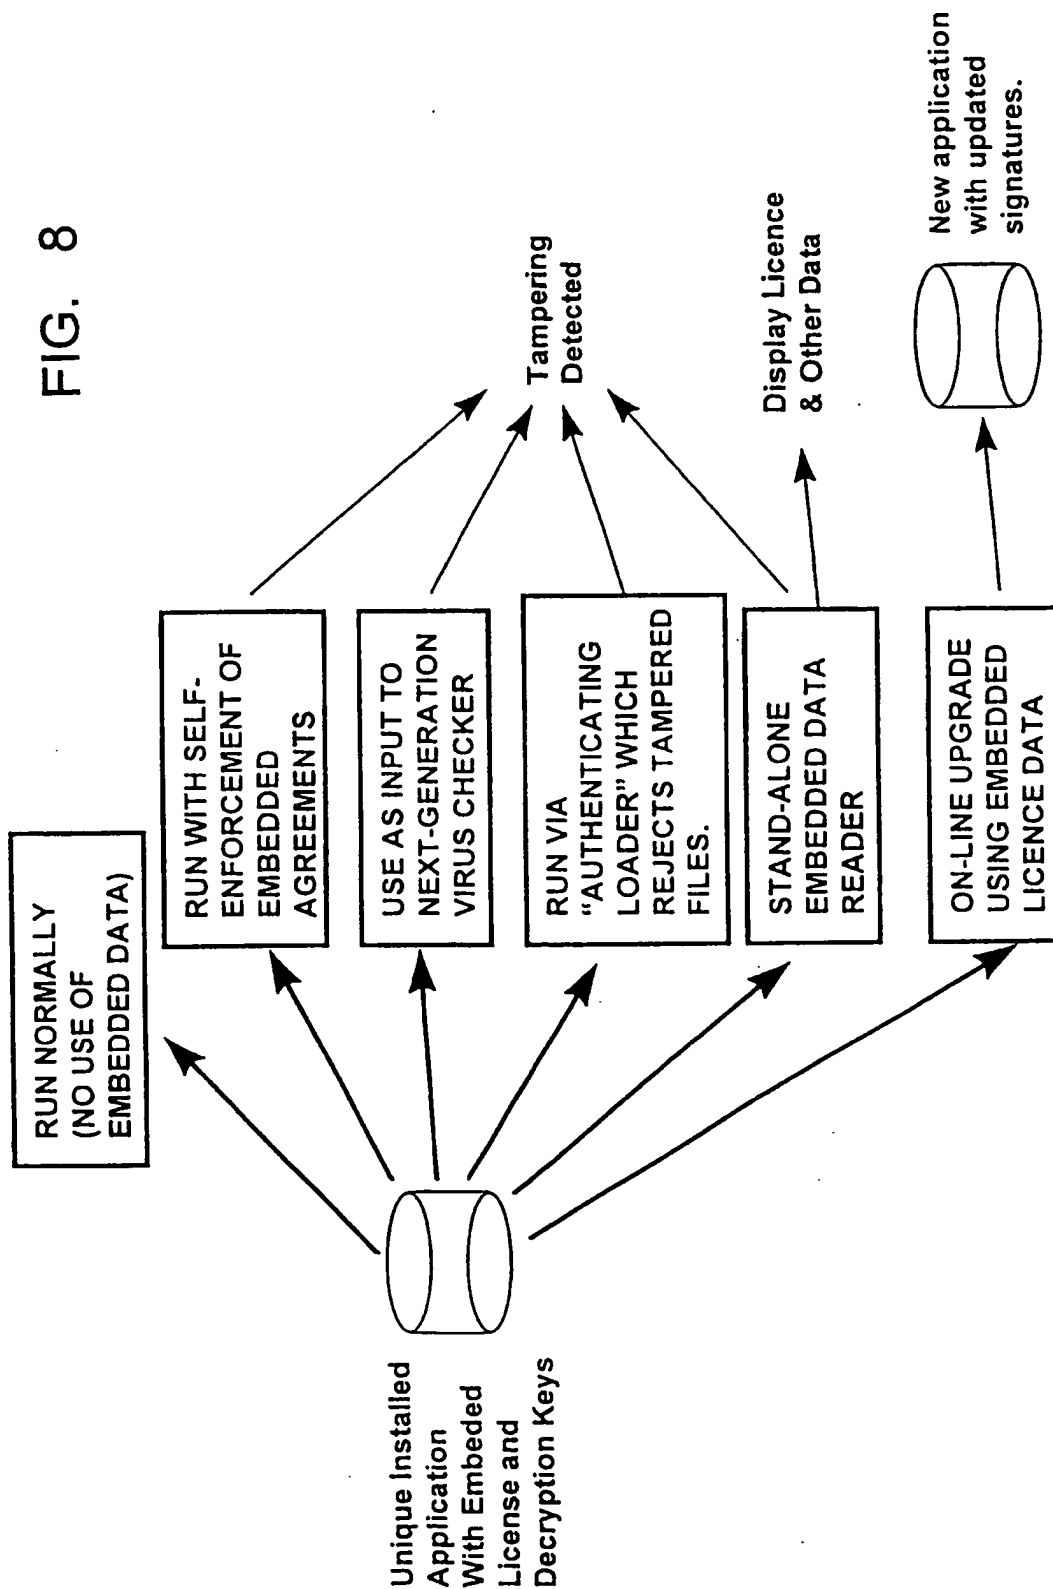 FIG. 8
Unique Installed
Application
With Embeded
License and
Decryption Keys
RUN NORMALLY
(NO USE OF
EMBEDDED DATA)
RUN WITH SELF-
ENFORCEMENT OF
EMBEDDED
AGREEMENTS
USE AS INPUT TO
NEXT-GENERATION
VIRUS CHECKER
RUN VIA
"AUTHENTICATING
LOADER" WHICH
REJECTS TAMPERED
FILES.
STAND-ALONE
EMBEDDED DATA
READER
ON-LINE UPGRADE
USING EMBEDDED
LICENCE DATA
Tampering
Detected
Display Licence
& Other Data
New application
with updated
signatures.